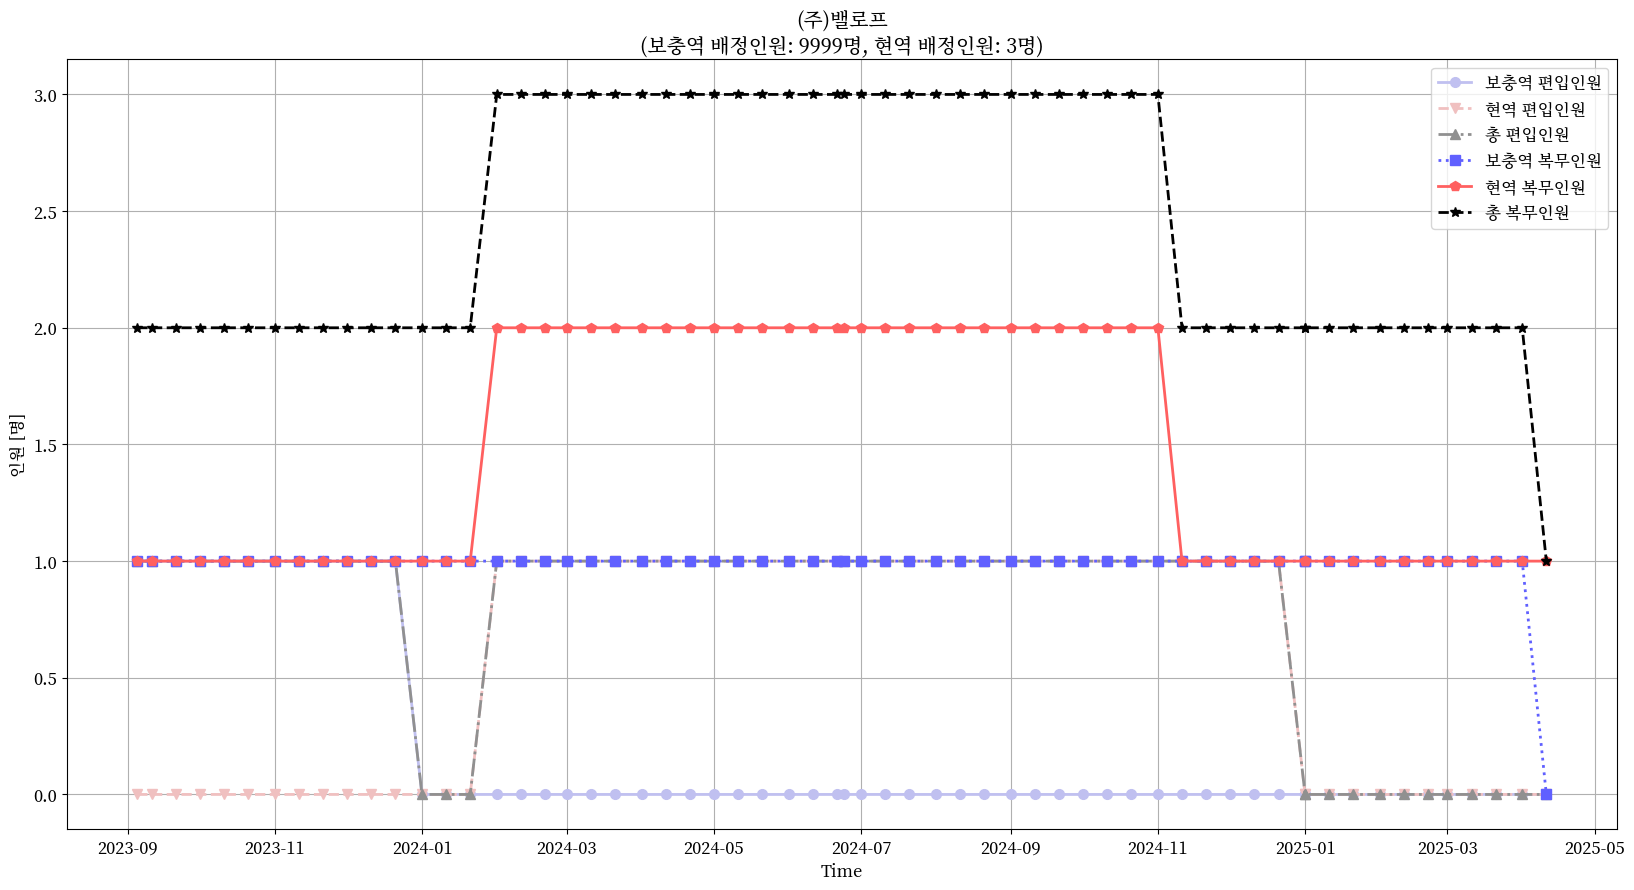 (주)밸로프
(보충역 배정인원: 9999명, 현역 배정인원: 3명)
보충역 편입인원
현역 편입인원
총 편입인원
보충역 복무인원
현역 복무인원
총 복무인원
인원 [명]
3.0
2.5
2.0
1.5
1.0
0.5
0.0
2023-09 2023-11 2024-01 2024-03 2024-05 2024-07 2024-09 2024-11 2025-01 2025-03 2025-05
Time